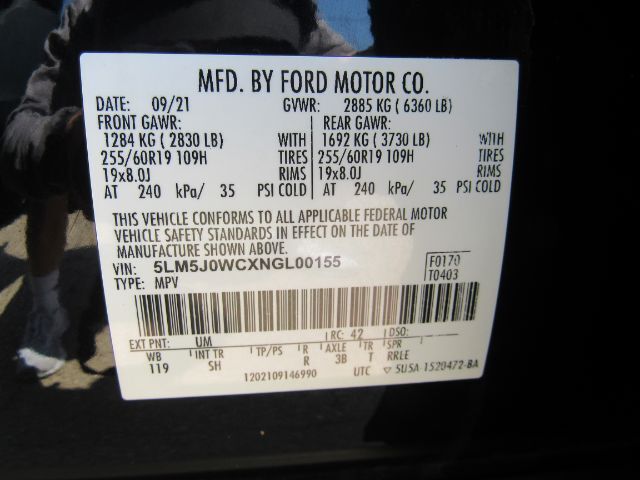 MFD. BY FORD MOTOR CO.
DATE: 09/21 GVWR: 2885 KG ( 6360 LB)
FRONT GAWR: REAR GAWR:
1284 KG ( 2830 LB) WITH 1692 KG ( 3730 LB) WITH
255/60R19 109H TIRES 255/60R19 109H TIRES
19x8.0J RIMS 19x8.0J RIMS
AT 240 kPa/ 35 PSI COLD AT 240 kPa/ 35 PSI COLD
THIS VEHICLE CONFORMS TO ALL APPLICABLE FEDERAL MOTOR
VEHICLE SAFETY STANDARDS IN EFFECT ON THE DATE OF
MANUFACTURE SHOWN ABOVE.
VIN: 5LM5J0WCXNGL00155 F0170
TYPE: MPV T0403
EXT PNT: UM RC: 42 DSO:
WB INT TR TP/PS R AXLE TR SPR
119 SH R 3B T RRLE
1202109146990 UTC ▽ 5U5A-1520472-BA